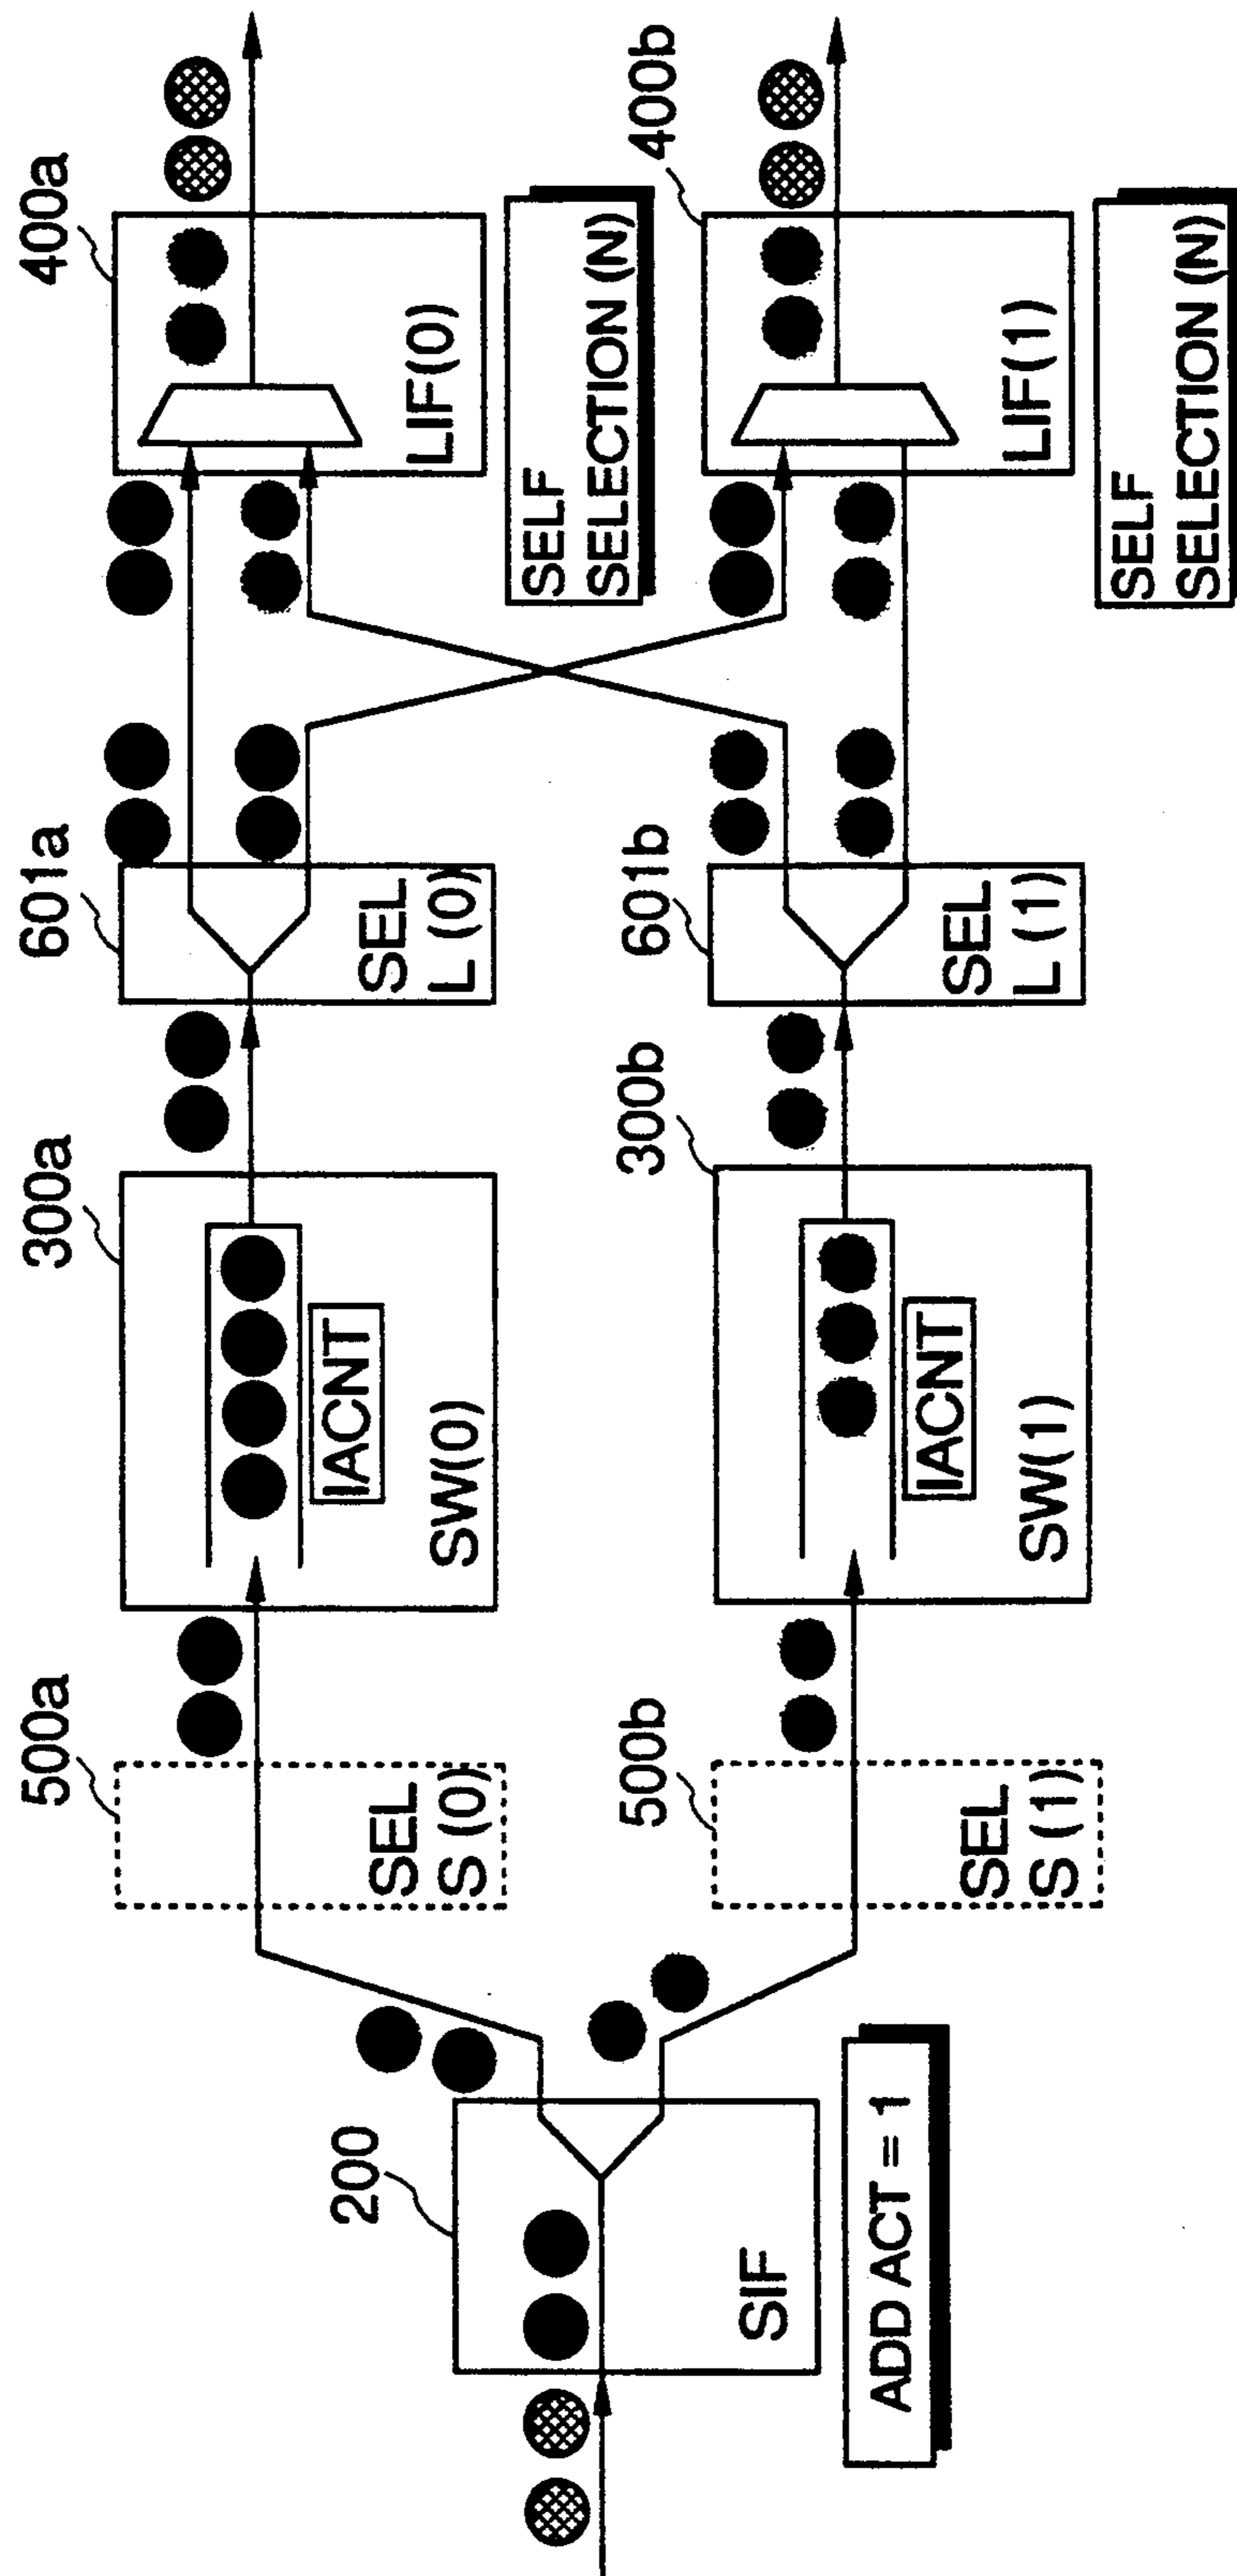 200
SIF
ADD ACT = 1
500a
SEL
S (0)
500b
SEL
S (1)
300a
IACNT
SW(0)
300b
IACNT
SW(1)
601a
SEL
L (0)
601b
SEL
L (1)
400a
LIF(0)
SELF
SELECTION (N)
400b
LIF(1)
SELF
SELECTION (N)